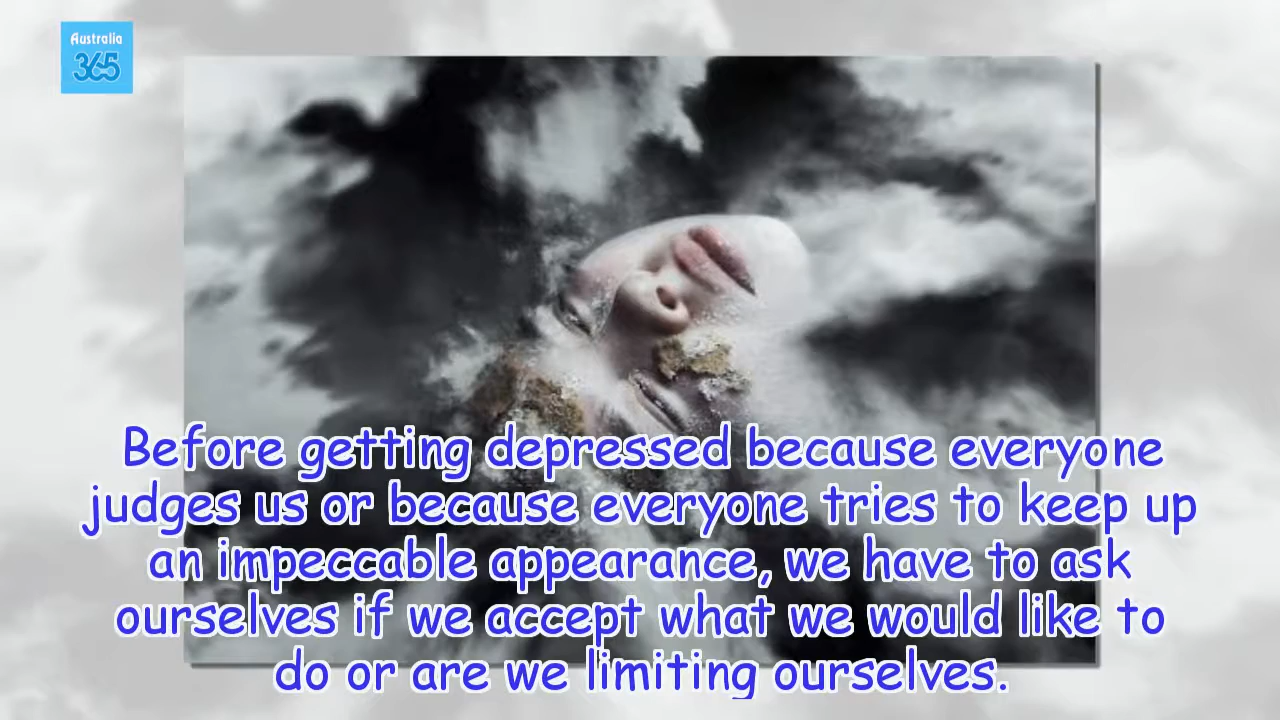 Australia
365
Before getting depressed because everyone
judges us or because everyone tries to keep up
an impeccable appearance, we have to ask
ourselves if we accept what we would like to
do or are we limiting ourselves.